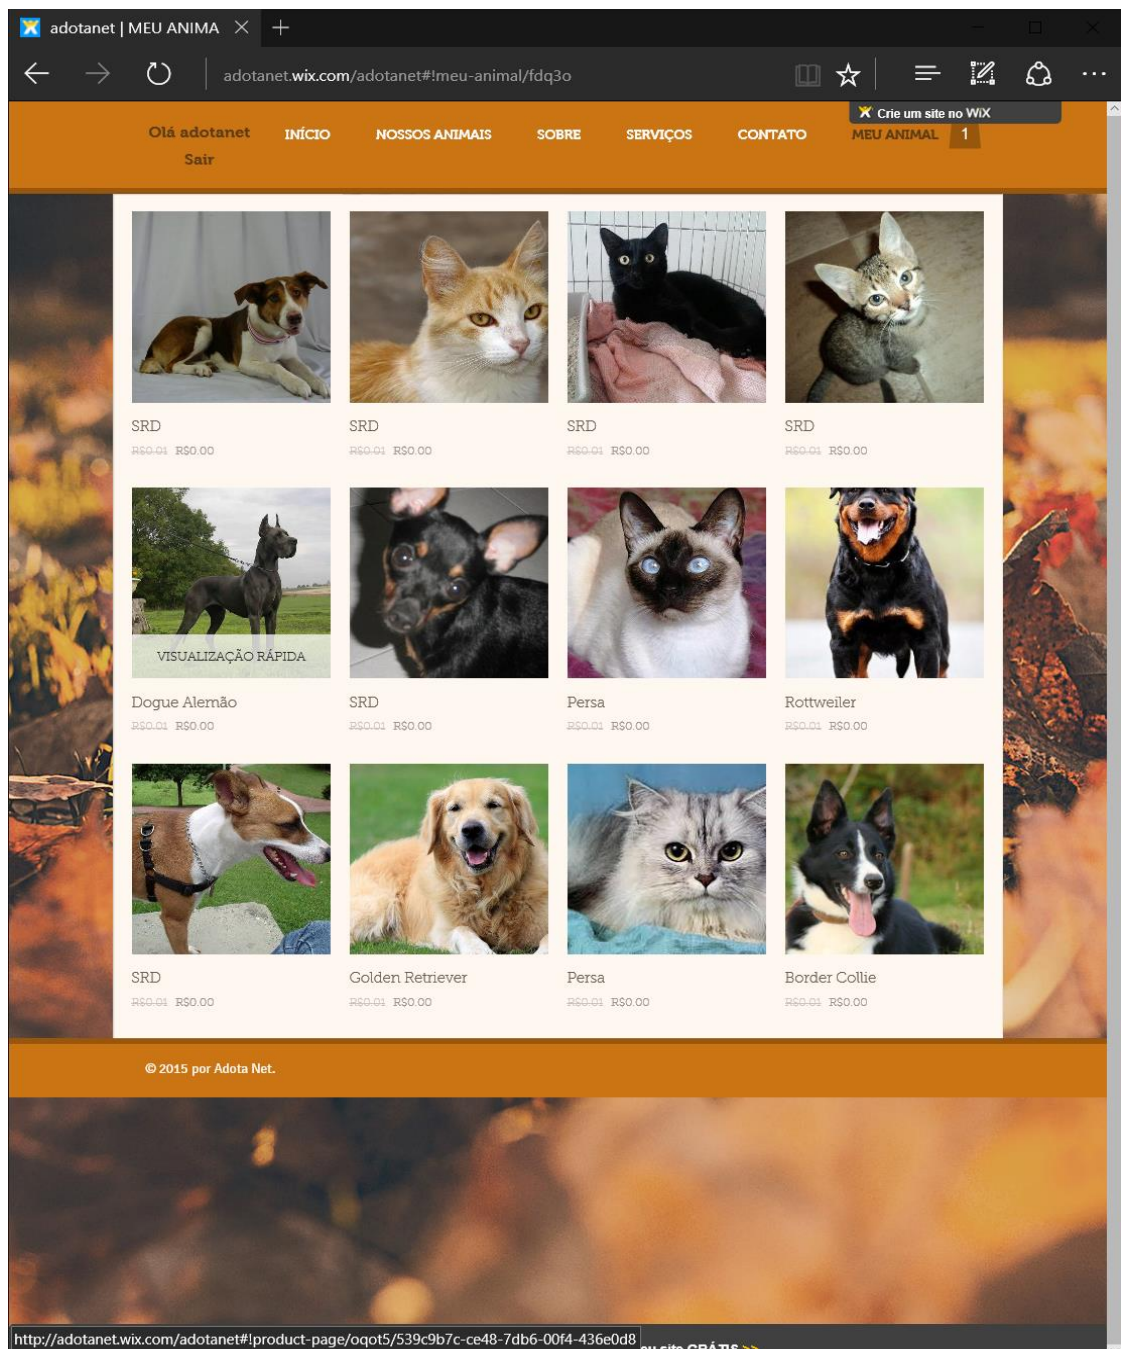 adotanet | MEU ANIMA
adotanet.wix.com/adotanet#!meu-animal/fdq3o
Crie um site no WiX
Olá adotanet
Sair
INÍCIO
NOSSOS ANIMAIS
SOBRE
SERVIÇOS
CONTATO
MEU ANIMAL
1
SRD
SRD
SRD
SRD
R$0.01 R$0.00
R$0.01 R$0.00
R$0.01 R$0.00
R$0.01 R$0.00
VISUALIZAÇÃO RÁPIDA
Dogue Alemão
SRD
Persa
Rottweiler
R$0.01 R$0.00
R$0.01 R$0.00
R$0.01 R$0.00
R$0.01 R$0.00
SRD
Golden Retriever
Persa
Border Collie
R$0.01 R$0.00
R$0.01 R$0.00
R$0.01 R$0.00
R$0.01 R$0.00
© 2015 por Adota Net.
http://adotanet.wix.com/adotanet#!product-page/oqot5/539c9b7c-ce48-7db6-00f4-436e0d8
site GRÁTIS >>